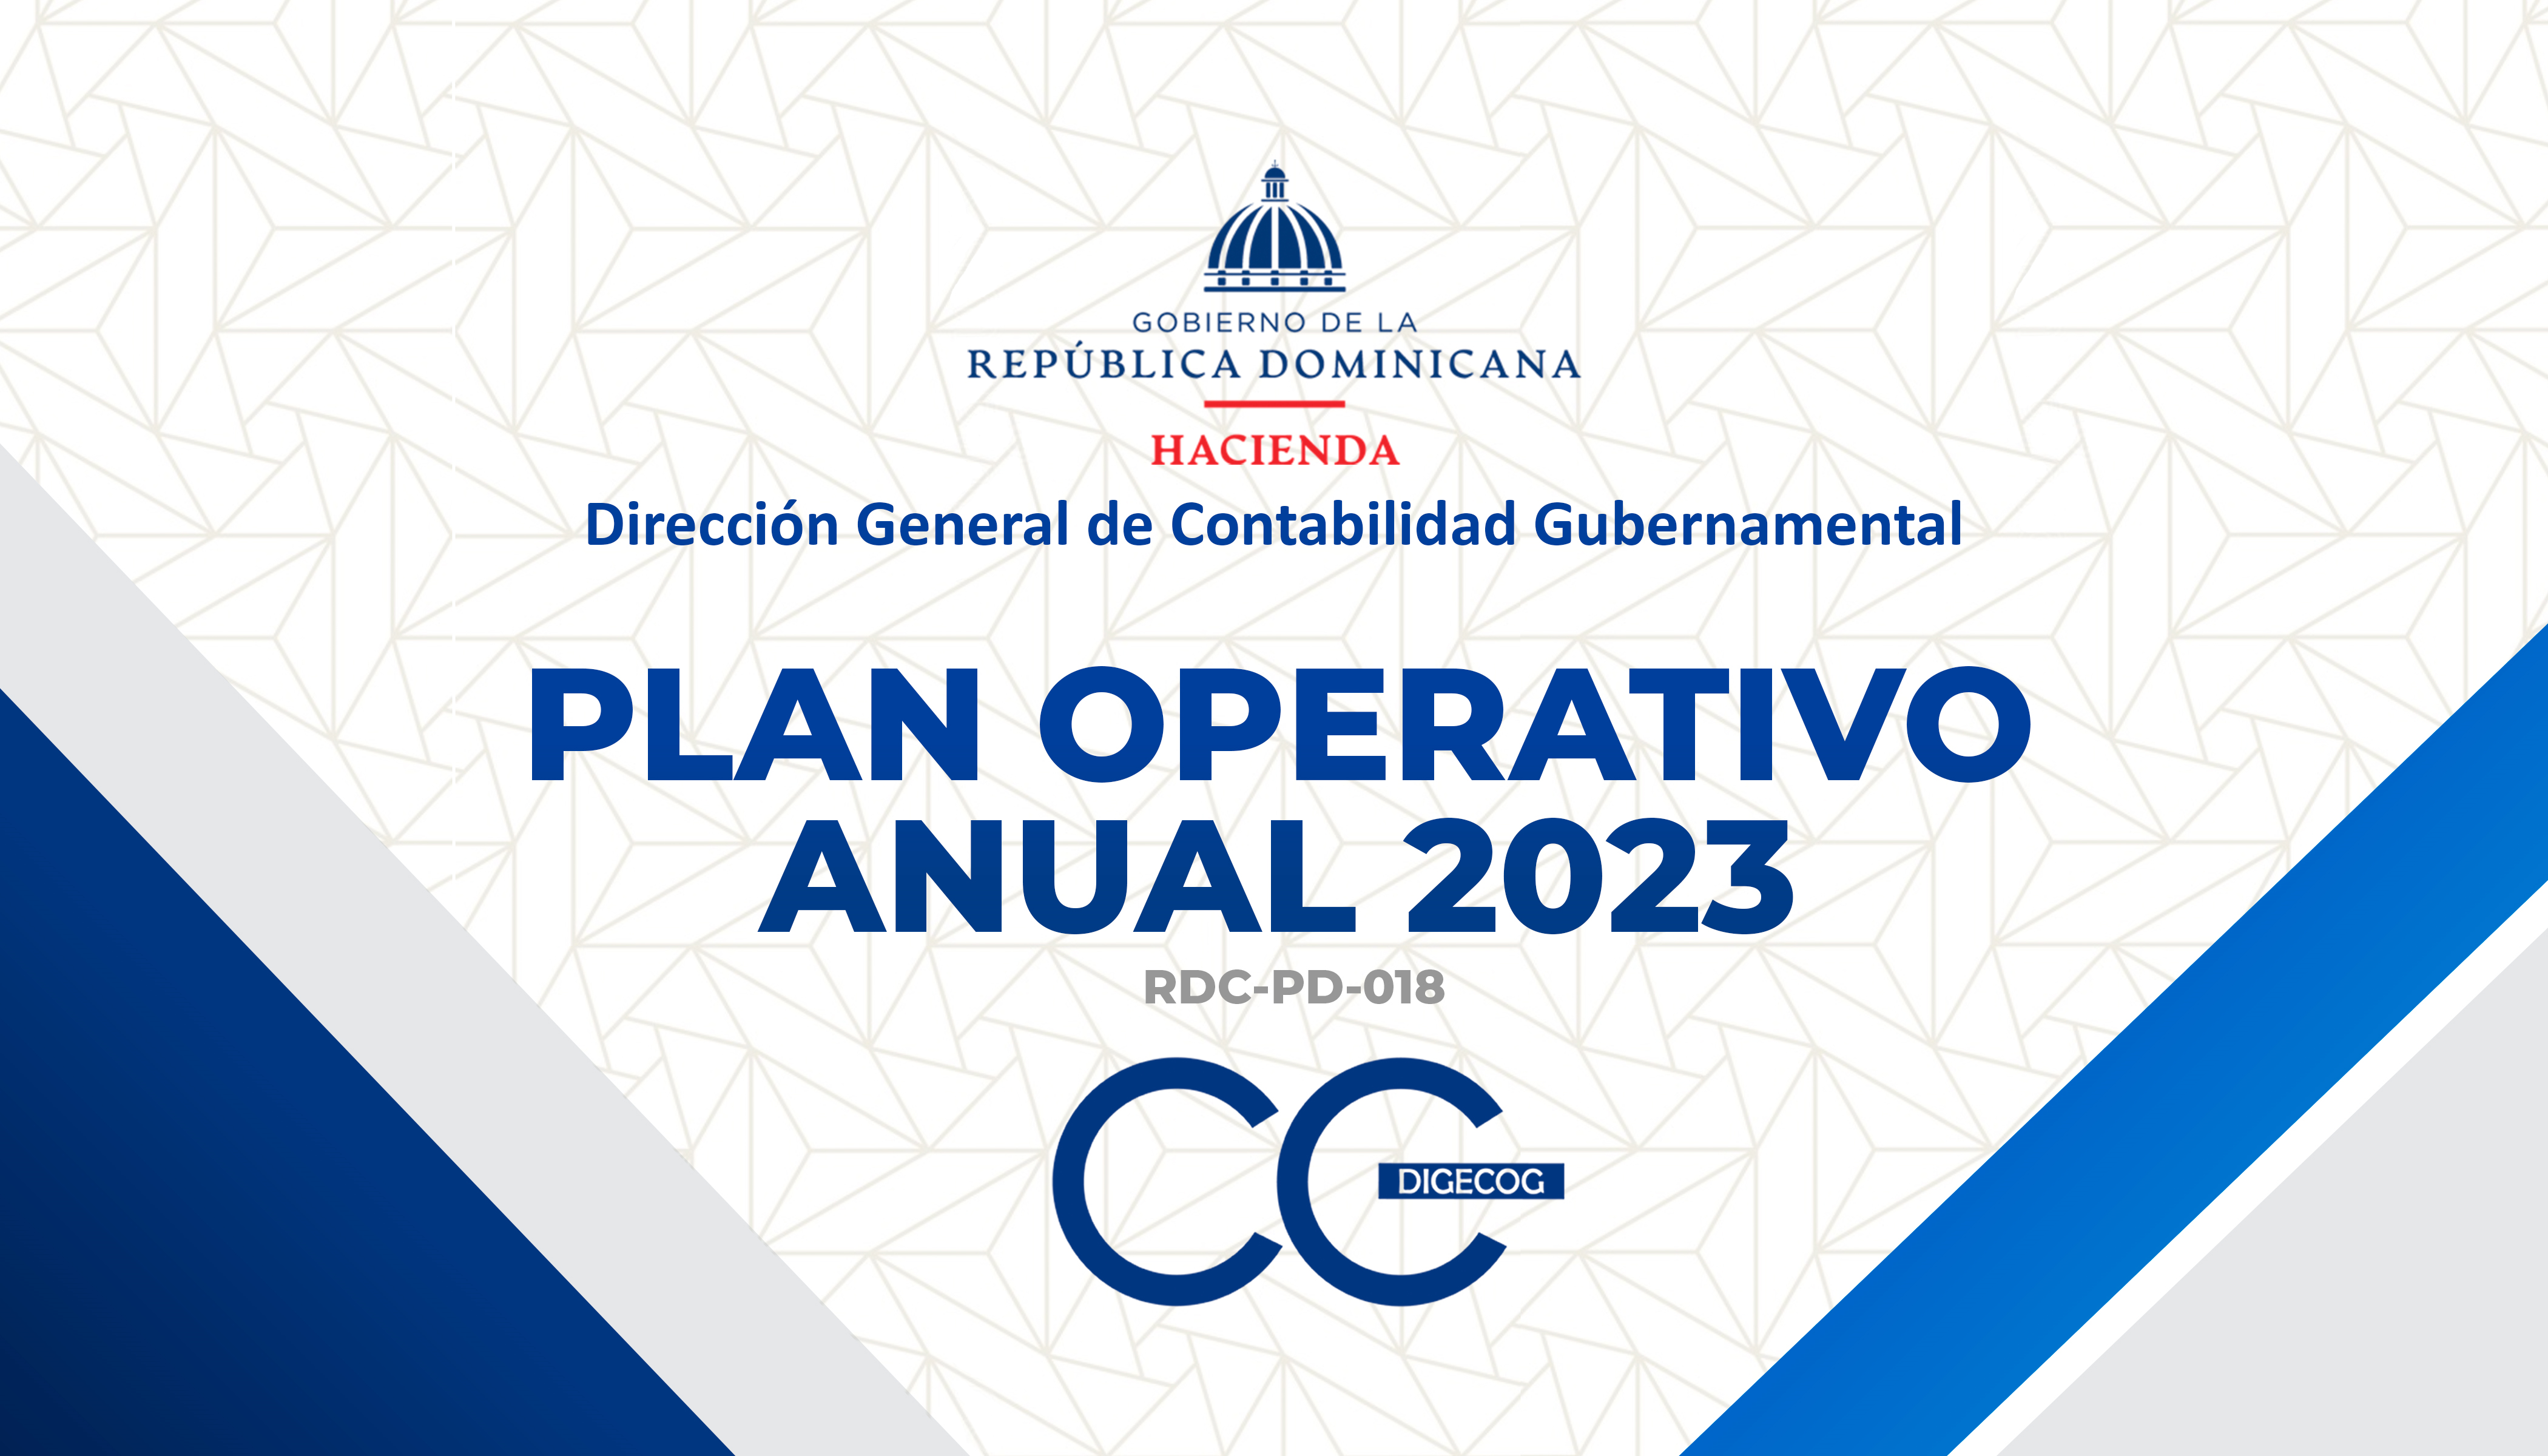 GOBIERNO DE LA
REPÚBLICA DOMINICANA
HACIENDA
Dirección General de Contabilidad Gubernamental
PLAN OPERATIVO
ANUAL 2023
RDC-PD-018
CC
DIGECOG